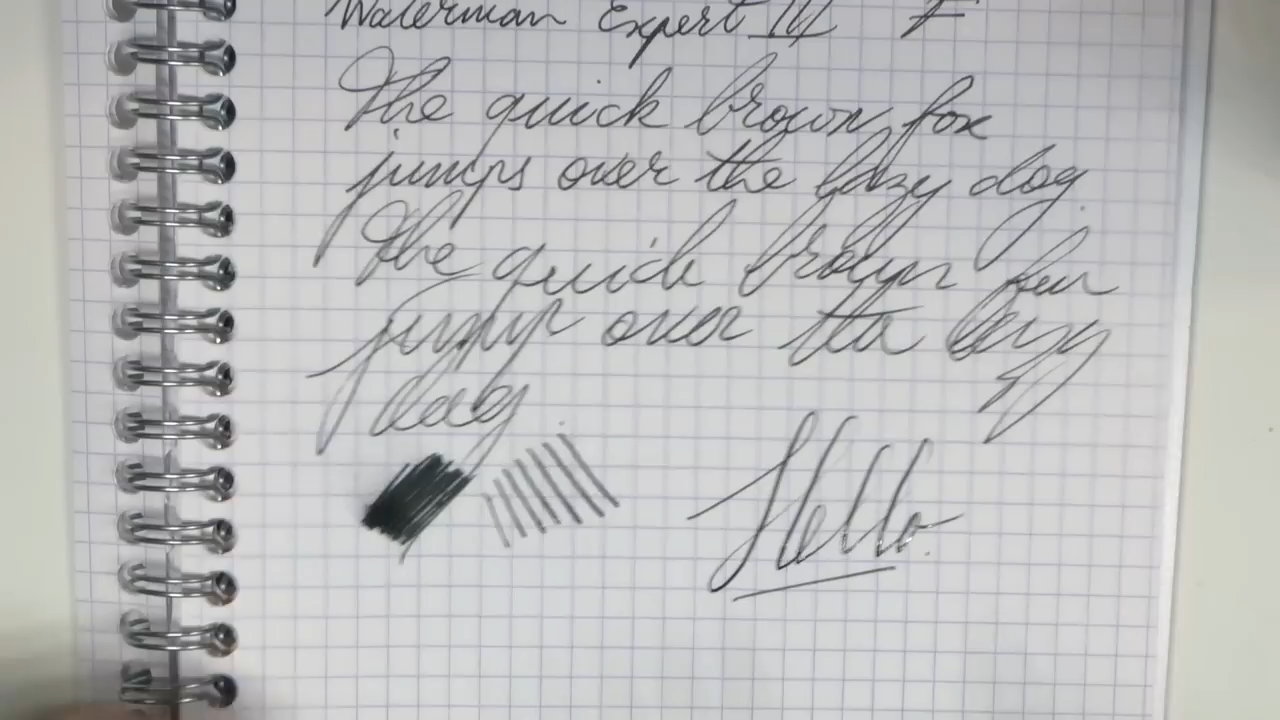 Waterman Expert III F
The quick brown fox
jumps over the lazy dog.
The quick brown fox
jumps over the lazy
dog.
Hello.